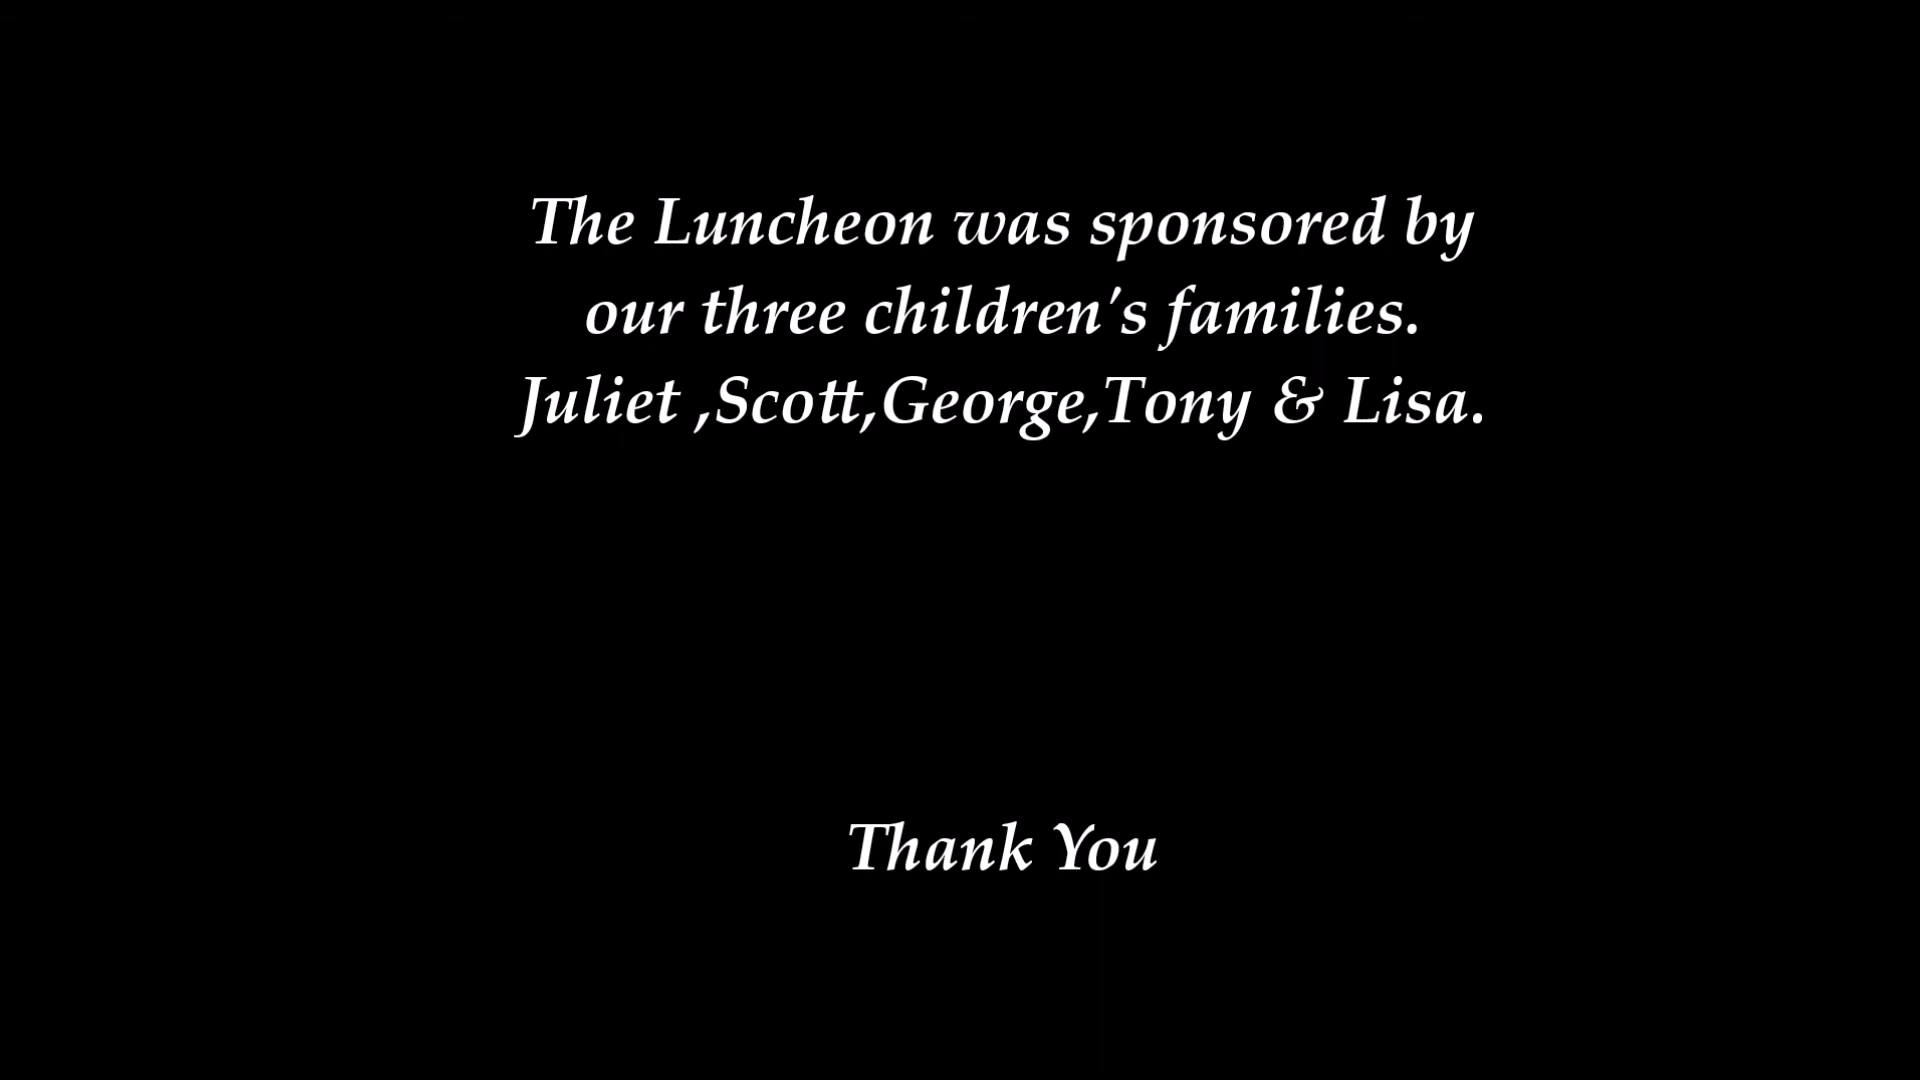 The Luncheon was sponsored by
our three children's families.
Juliet ,Scott,George,Tony & Lisa.
Thank You